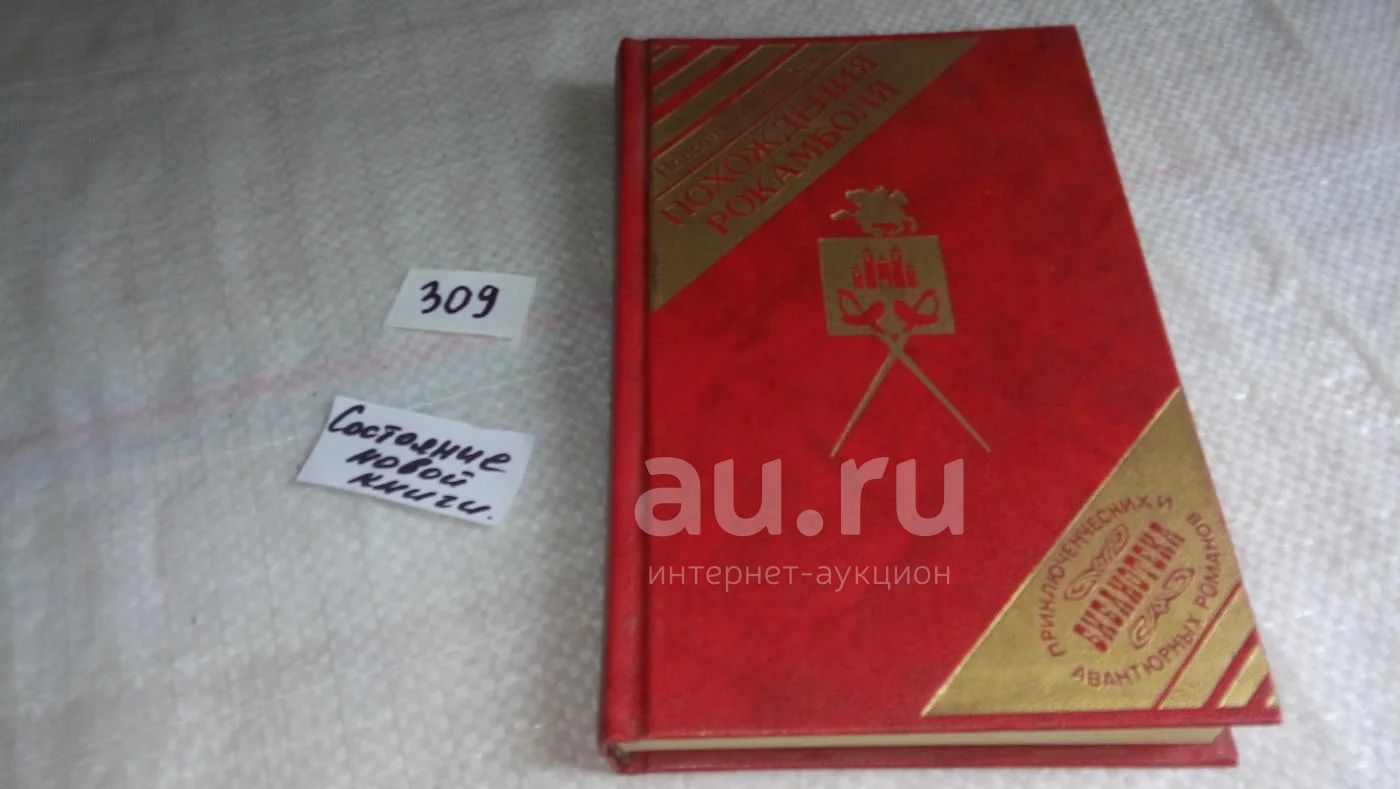 ПОХОЖДЕНИЯ
РОКАМБОЛЯ
309
Состояние
новой
книги.
au.ru
интернет-аукцион
ПРИКЛЮЧЕНЧЕСКИХ И
БИБЛИОТЕКА
АВАНТЮРНЫХ РОМАНОВ